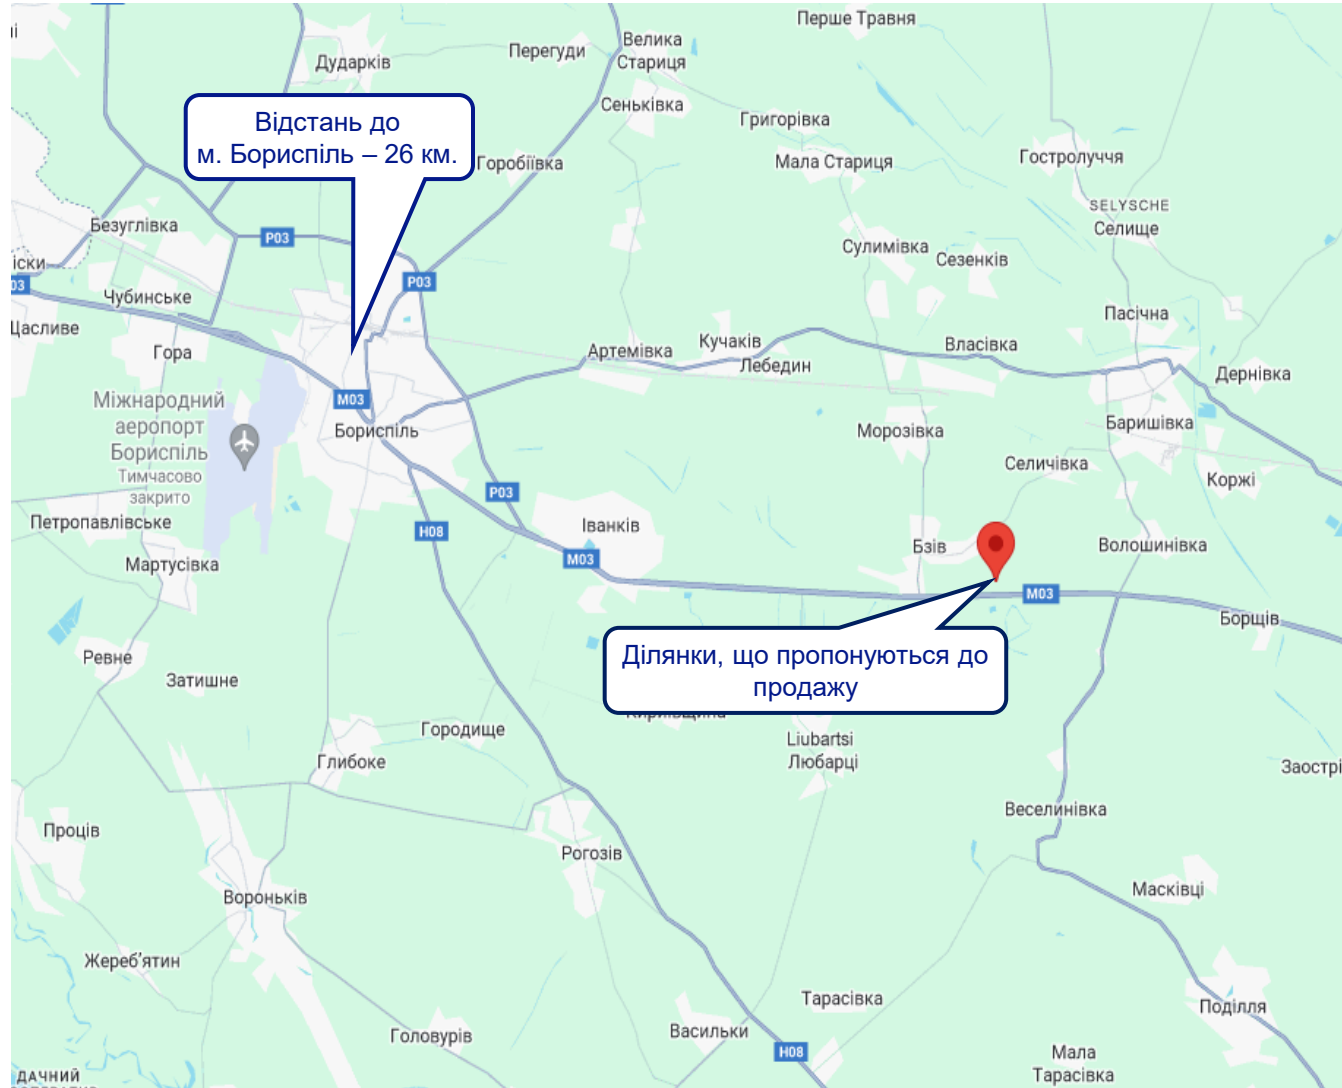 Перше Травня
Велика
Стариця
Перегуди
Дударків
Сеньківка
Відстань до
м. Бориспіль – 26 км.
Григорівка
Горобіївка
Мала Стариця
Гостролуччя
SELYSCHE
Селище
Безуглівка
P03
Сулимівка
Сезенків
P03
Чубинське
Пасічна
Гора
Артемівка
Кучаків
Лебедин
Власівка
Дернівка
Міжнародний
аеропорт
Бориспіль
Тимчасово
закрито
M03
Бориспіль
Морозівка
Баришівка
Селичівка
Коржі
P03
Петропавлівське
H08
Іванків
M03
Бзів
Волошинівка
Мартусівка
M03
Борщів
Ділянки, що пропонуються до
продажу
Ревне
Затишне
Городище
Liubartsi
Любарці
Глибоке
Заострі
Веселинівка
Проців
Рогозів
Вороньків
Масківці
Жереб'ятин
Тарасівка
Поділля
Головурів
Васильки
H08
Мала
Тарасівка
ДАЧНИЙ